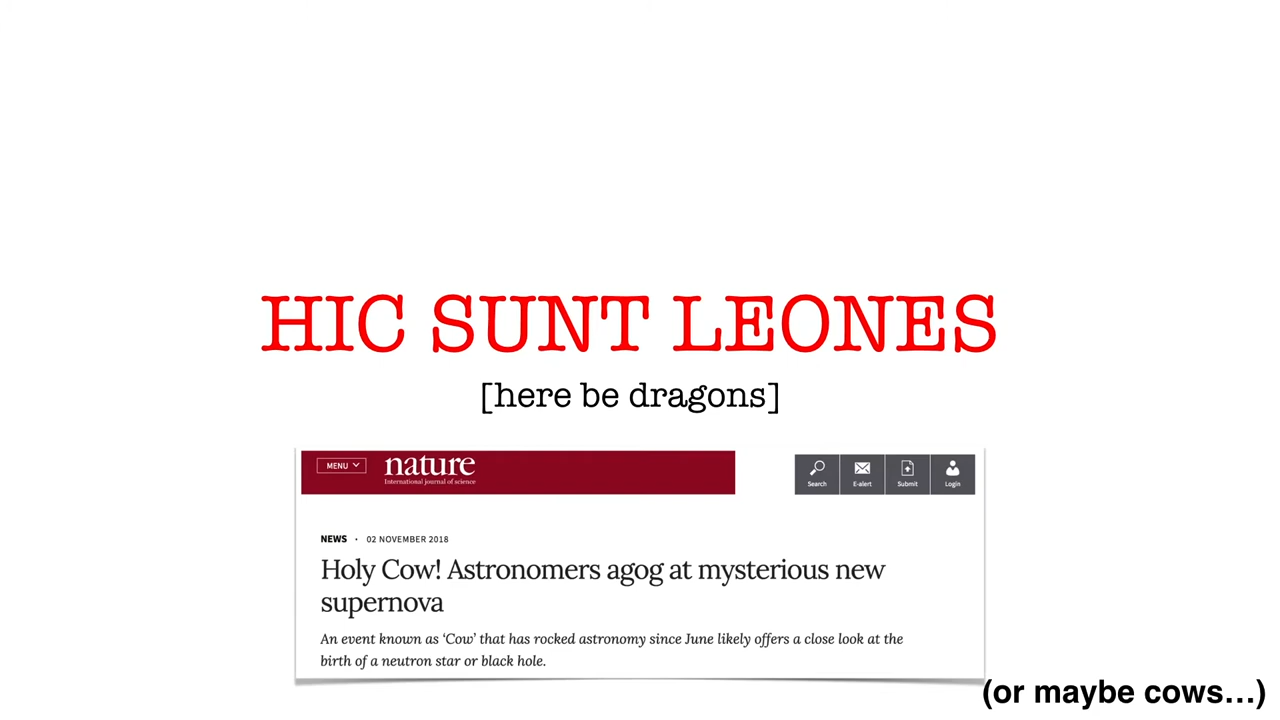 HIC SUNT LEONES
[here be dragons]
MENU
nature
International journal of science
Search
E-alert
Submit
Login
NEWS · 02 NOVEMBER 2018
Holy Cow! Astronomers agog at mysterious new
supernova
An event known as ‘Cow’ that has rocked astronomy since June likely offers a close look at the
birth of a neutron star or black hole.
(or maybe cows…)